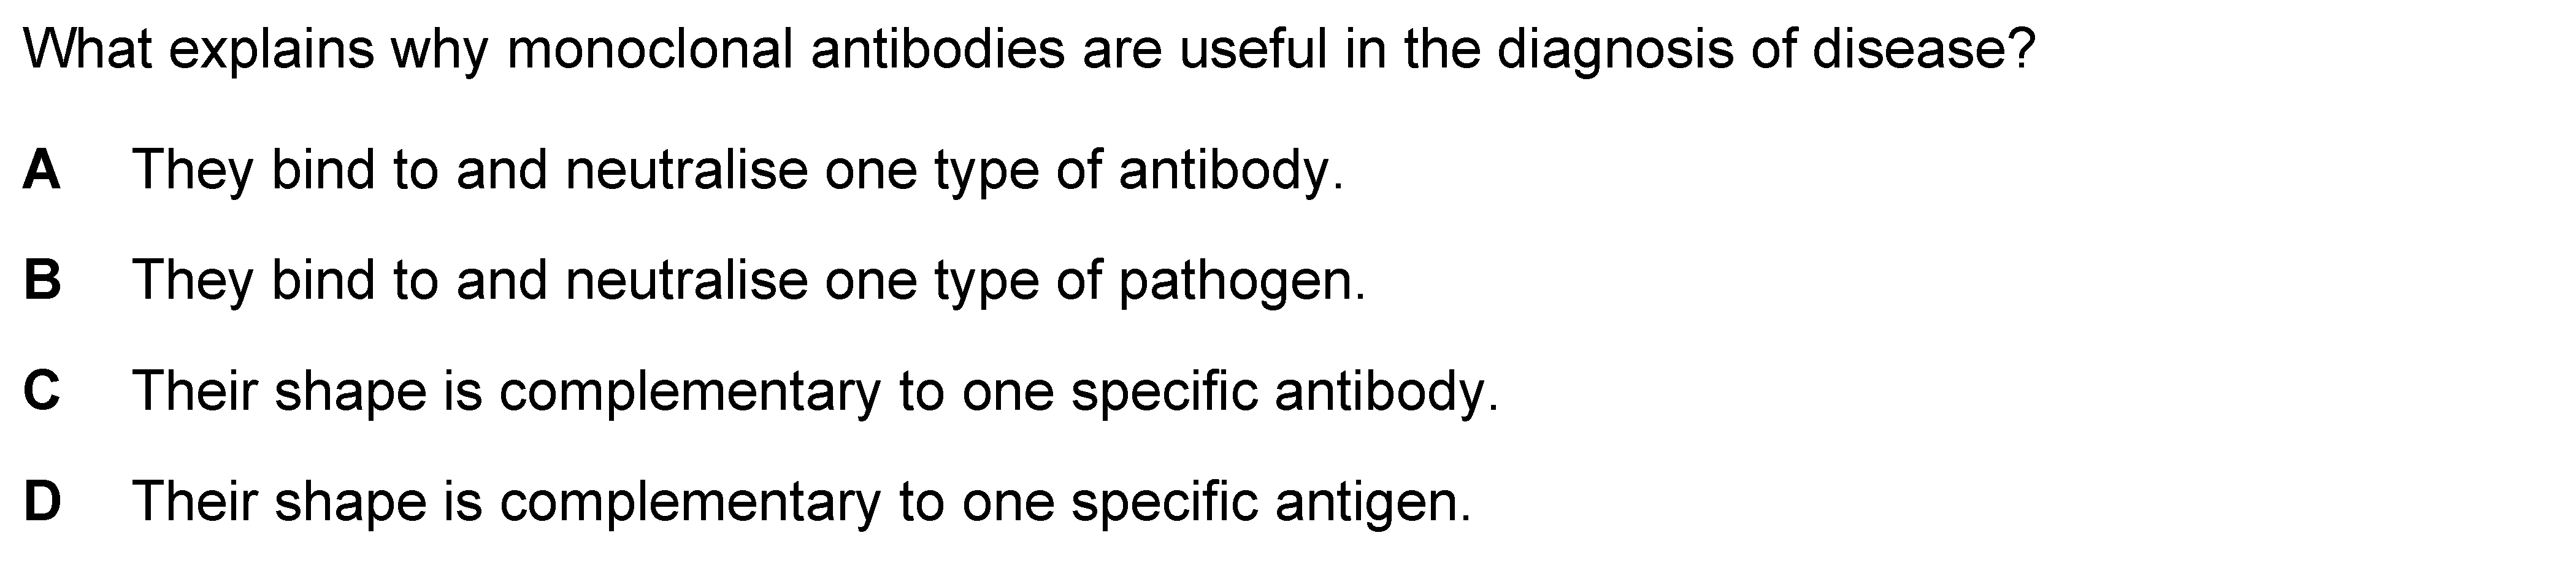 What explains why monoclonal antibodies are useful in the diagnosis of disease?
A They bind to and neutralise one type of antibody.
B They bind to and neutralise one type of pathogen.
C Their shape is complementary to one specific antibody.
D Their shape is complementary to one specific antigen.